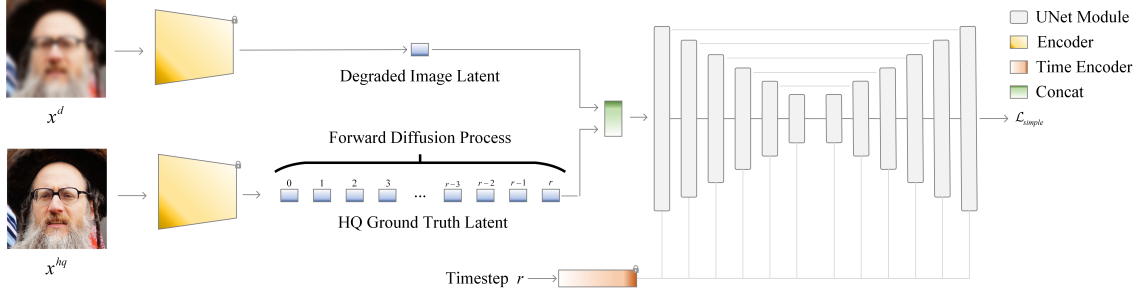 x^d
Degraded Image Latent
Forward Diffusion Process
0 1 2 3 ... r−3 r−2 r−1 r
HQ Ground Truth Latent
x^hq
Timestep r
UNet Module
Encoder
Time Encoder
Concat
ℒ_simple